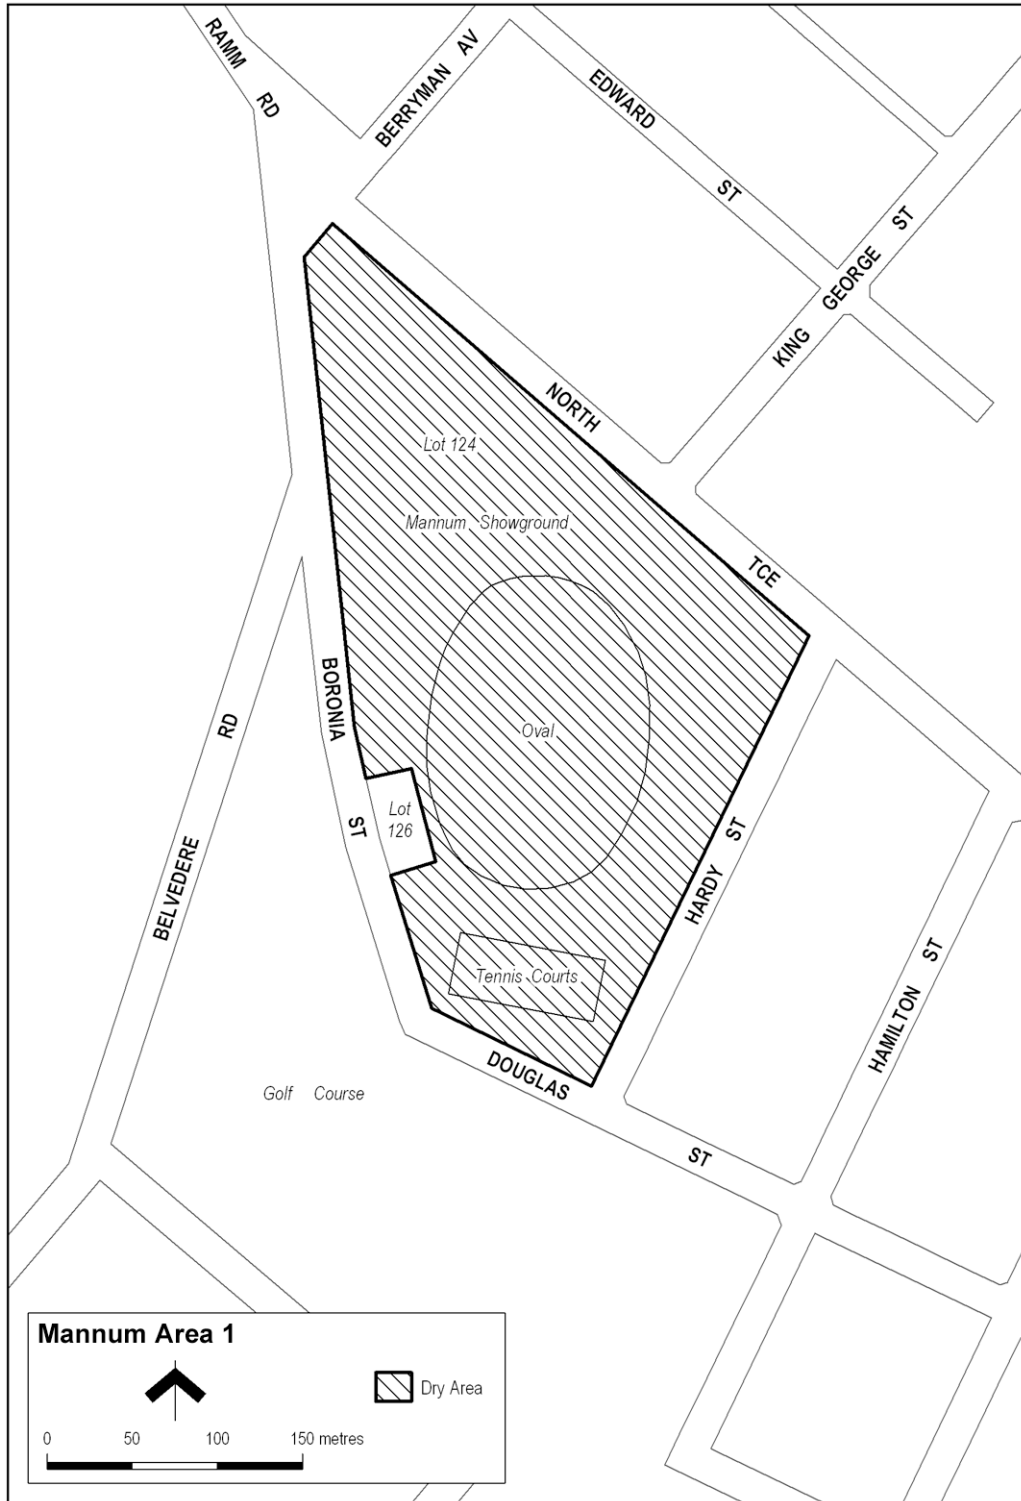 RAMM RD
BERRYMAN AV
EDWARD ST
KING GEORGE ST
NORTH TCE
Lot 124
Mannum Showground
Oval
BORONIA ST
Lot
126
BELVEDERE RD
HARDY ST
HAMILTON ST
Tennis Courts
DOUGLAS ST
Golf Course
Mannum Area 1
Dry Area
0 50 100 150 metres